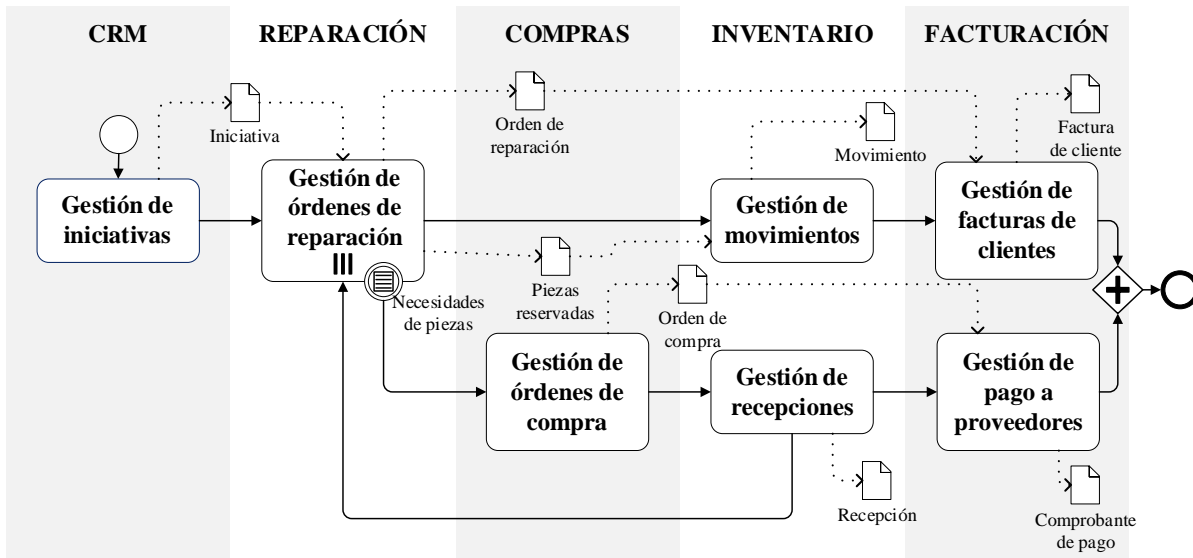 CRM
REPARACIÓN
COMPRAS
INVENTARIO
FACTURACIÓN
Iniciativa
Orden de
reparación
Movimiento
Factura
de cliente
Gestión de
iniciativas
Gestión de
órdenes de
reparación
Gestión de
movimientos
Gestión de
facturas de
clientes
Necesidades
de piezas
Piezas
reservadas
Orden de
compra
Gestión de
órdenes de
compra
Gestión de
recepciones
Gestión de
pago a
proveedores
Recepción
Comprobante
de pago